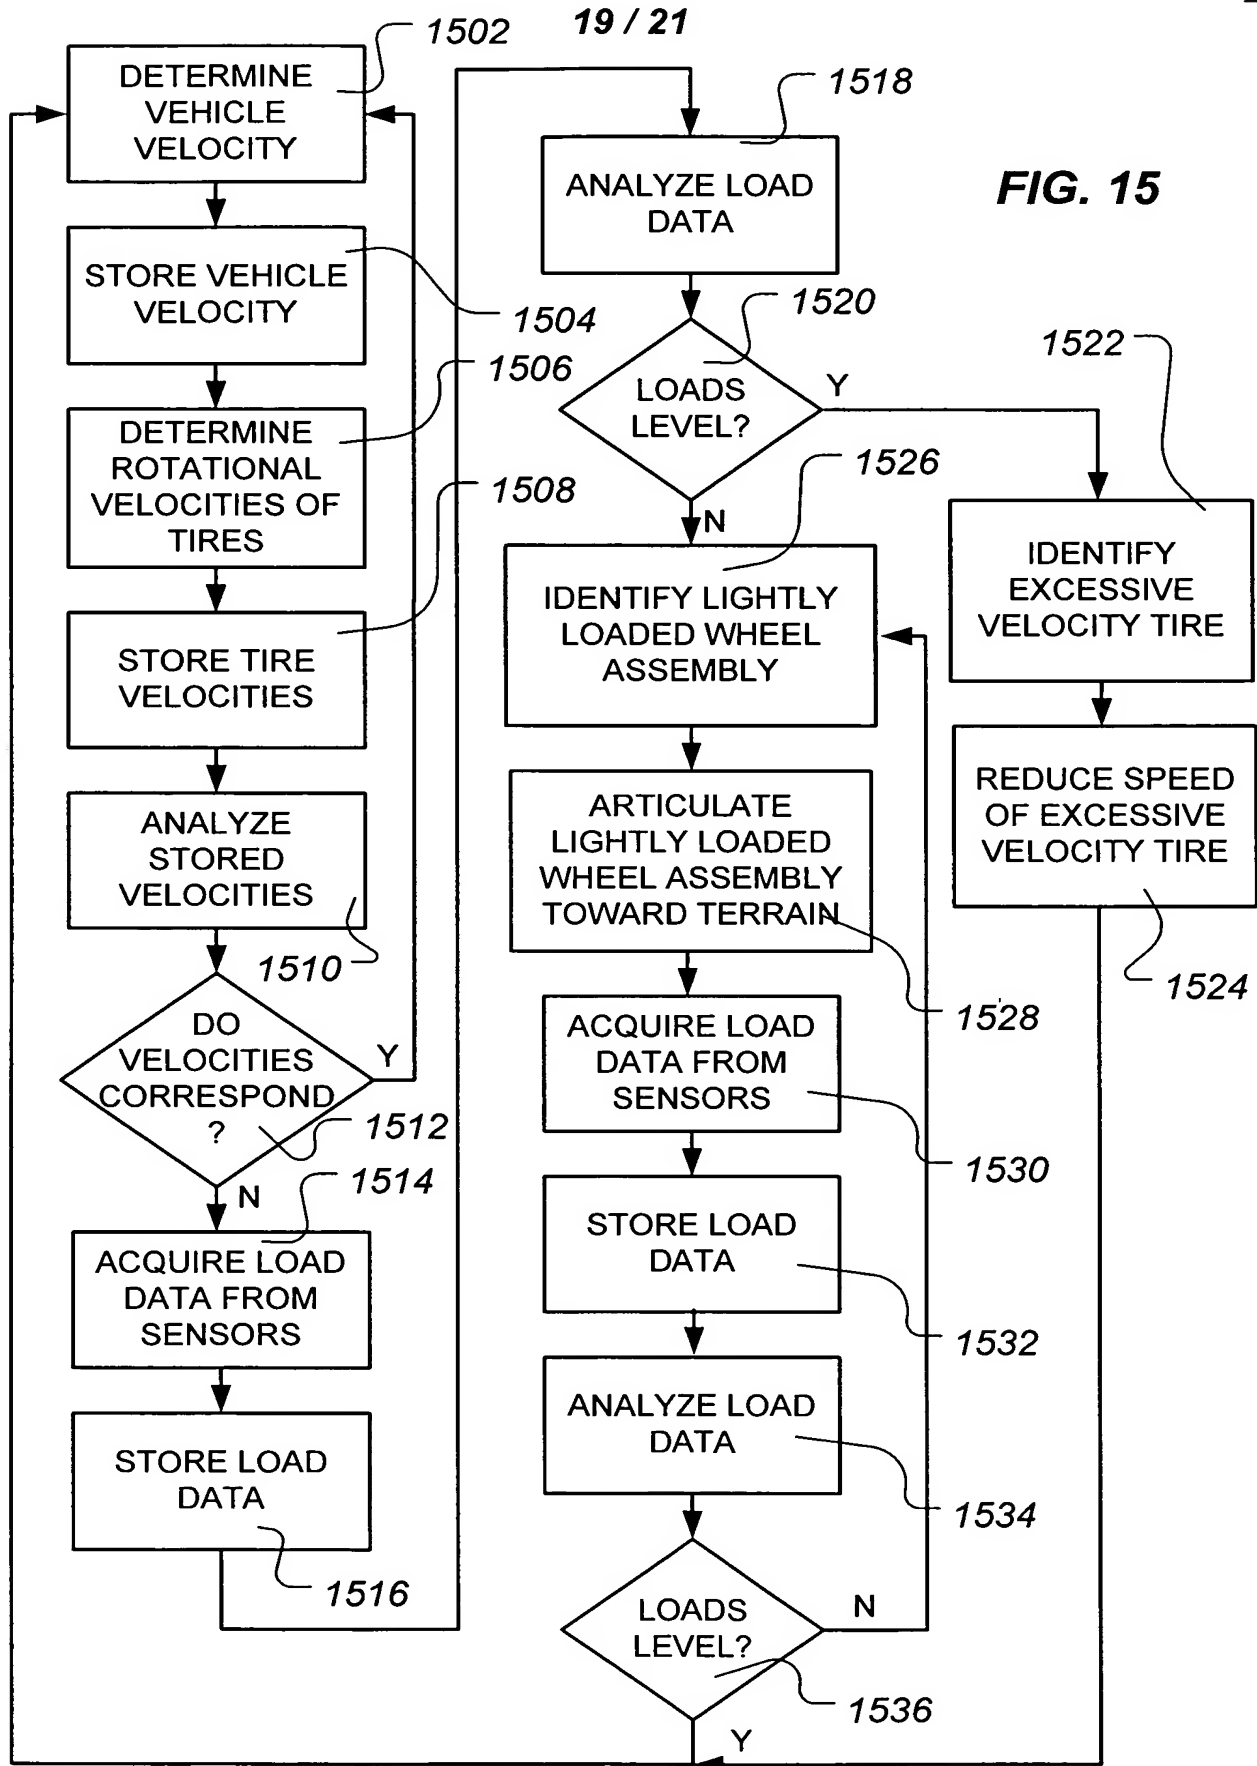 19 / 21
FIG. 15
1502
DETERMINE
VEHICLE
VELOCITY
STORE VEHICLE
VELOCITY
1504
1506
DETERMINE
ROTATIONAL
VELOCITIES OF
TIRES
1508
STORE TIRE
VELOCITIES
ANALYZE
STORED
VELOCITIES
1510
DO
VELOCITIES
CORRESPOND
?
Y
1512
N
1514
ACQUIRE LOAD
DATA FROM
SENSORS
STORE LOAD
DATA
1516
1518
ANALYZE LOAD
DATA
1520
LOADS
LEVEL?
Y
N
1522
IDENTIFY
EXCESSIVE
VELOCITY TIRE
REDUCE SPEED
OF EXCESSIVE
VELOCITY TIRE
1524
1526
IDENTIFY LIGHTLY
LOADED WHEEL
ASSEMBLY
ARTICULATE
LIGHTLY LOADED
WHEEL ASSEMBLY
TOWARD TERRAIN
1528
ACQUIRE LOAD
DATA FROM
SENSORS
1530
STORE LOAD
DATA
1532
ANALYZE LOAD
DATA
1534
LOADS
LEVEL?
N
1536
Y